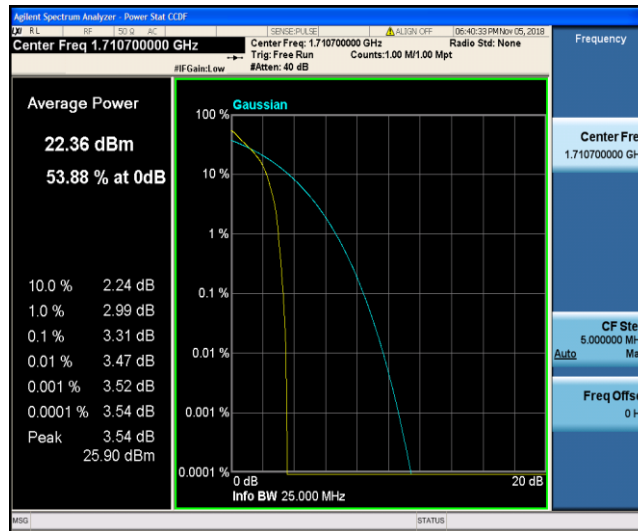 Agilent Spectrum Analyzer - Power Stat CCDF
RL RF 50 Ω AC SENSE:PULSE ALIGN OFF 06:40:33 PM Nov 05, 2018
Center Freq 1.710700000 GHz
Center Freq: 1.710700000 GHz Radio Std: None
Trig: Free Run Counts:1.00 M/1.00 Mpt
#IFGain:Low #Atten: 40 dB
Frequency
Average Power
22.36 dBm
53.88 % at 0dB
10.0 % 2.24 dB
1.0 % 2.99 dB
0.1 % 3.31 dB
0.01 % 3.47 dB
0.001 % 3.52 dB
0.0001 % 3.54 dB
Peak 3.54 dB
25.90 dBm
Gaussian
100 %
10 %
1 %
0.1 %
0.01 %
0.001 %
0.0001 %
0 dB 20 dB
Info BW 25.000 MHz
Center Fre
1.710700000 GH
CF Ste
5.000000 MH
Auto Ma
Freq Offse
0 H
MSG STATUS